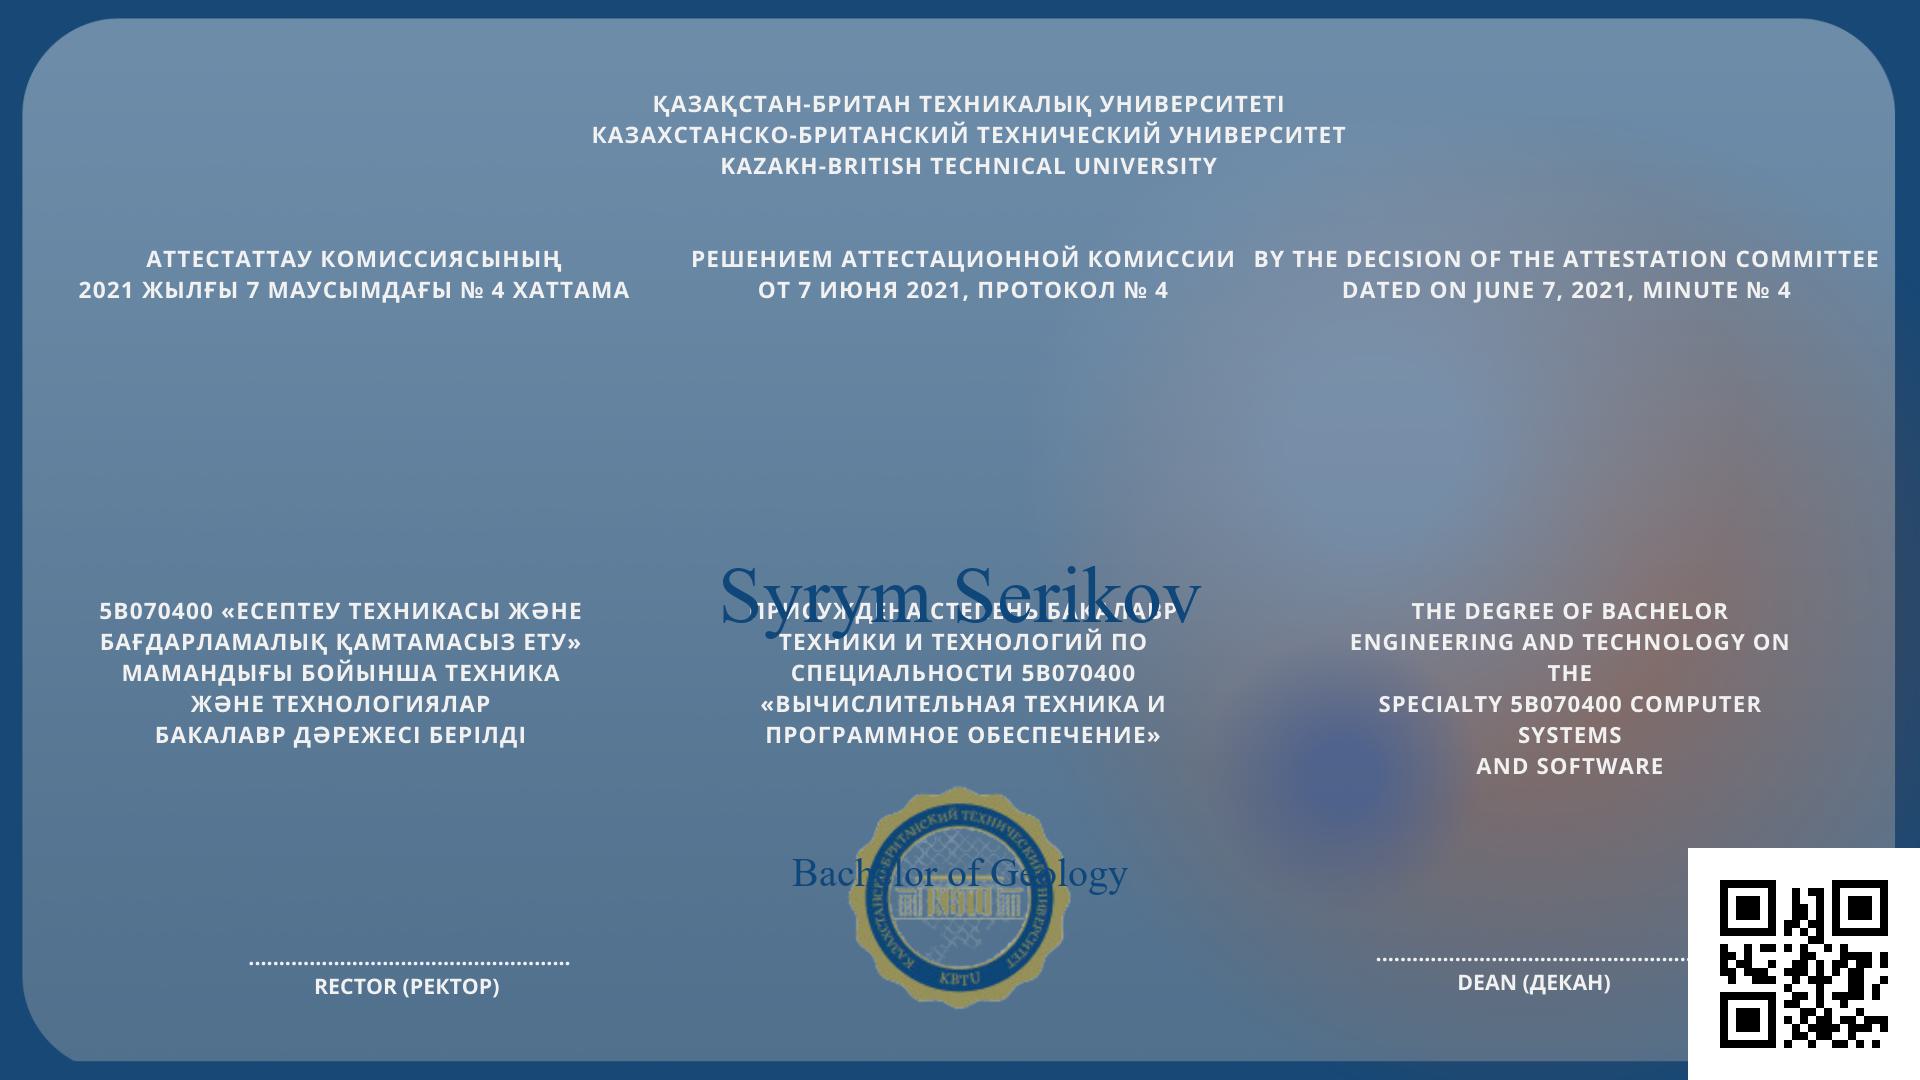 ҚАЗАҚСТАН-БРИТАН ТЕХНИКАЛЫҚ УНИВЕРСИТЕТІ
КАЗАХСТАНСКО-БРИТАНСКИЙ ТЕХНИЧЕСКИЙ УНИВЕРСИТЕТ
KAZAKH-BRITISH TECHNICAL UNIVERSITY
АТТЕСТАТТАУ КОМИССИЯСЫНЫҢ
2021 ЖЫЛҒЫ 7 МАУСЫМДАҒЫ № 4 ХАТТАМА
РЕШЕНИЕМ АТТЕСТАЦИОННОЙ КОМИССИИ
ОТ 7 ИЮНЯ 2021, ПРОТОКОЛ № 4
BY THE DECISION OF THE ATTESTATION COMMITTEE
DATED ON JUNE 7, 2021, MINUTE № 4
Syrym Serikov
5B070400 «ЕСЕПТЕУ ТЕХНИКАСЫ ЖӘНЕ
БАҒДАРЛАМАЛЫҚ ҚАМТАМАСЫЗ ЕТУ»
МАМАНДЫҒЫ БОЙЫНША ТЕХНИКА
ЖӘНЕ ТЕХНОЛОГИЯЛАР
БАКАЛАВР ДӘРЕЖЕСІ БЕРІЛДІ
ПРИСУЖДЕНА СТЕПЕНЬ БАКАЛАВР
ТЕХНИКИ И ТЕХНОЛОГИЙ ПО
СПЕЦИАЛЬНОСТИ 5B070400
«ВЫЧИСЛИТЕЛЬНАЯ ТЕХНИКА И
ПРОГРАММНОЕ ОБЕСПЕЧЕНИЕ»
THE DEGREE OF BACHELOR
ENGINEERING AND TECHNOLOGY ON
THE
SPECIALTY 5B070400 COMPUTER
SYSTEMS
AND SOFTWARE
Bachelor of Geology
КАЗАХСТАНСКО-БРИТАНСКИЙ ТЕХНИЧЕСКИЙ УНИВЕРСИТЕТ
KBTU
KBTU
RECTOR (РЕКТОР)
DEAN (ДЕКАН)